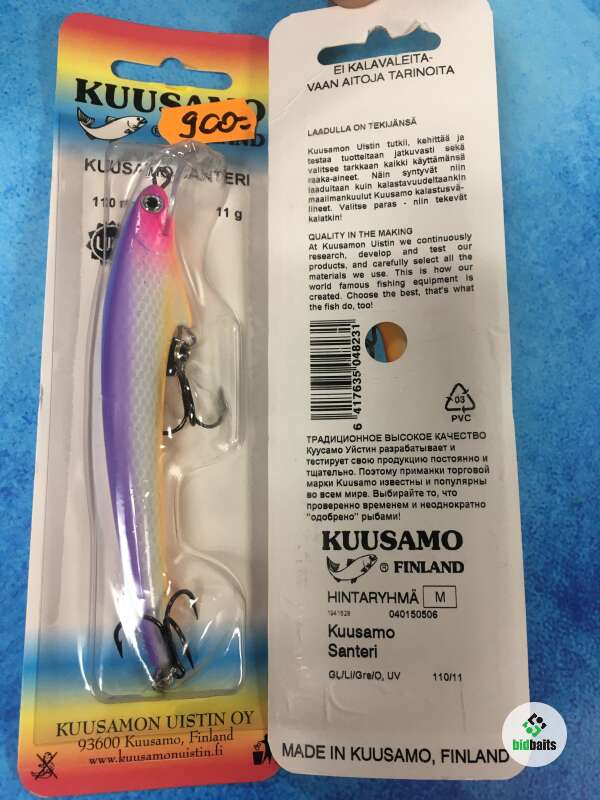 KUUSAMO
® FINLAND
900=
KUUSAMO SANTERI
11 g
KUUSAMON UISTIN OY
93600 Kuusamo, Finland
www.kuusamonuistin.fi
EI KALAVALEITA-
VAAN AITOJA TARINOITA
LAADULLA ON TEKIJÄNSÄ
Kuusamon Uistin tutkii, kehittää ja
testaa tuotteitaan jatkuvasti sekä
valitsee tarkkaan kaikki käyttämänsä
raaka-aineet. Näin syntyvät niin
laadultaan kuin kalastavuudeltaankin
maailmankuulut Kuusamo kalastusvä-
lineet. Valitse paras - niin tekevät
kalatkin!
QUALITY IN THE MAKING
At Kuusamon Uistin we continuously
research, develop and test our
products, and carefully select all the
materials we use. This is how our
world famous fishing equipment is
created. Choose the best, that's what
the fish do, too!
6 417635 048231
03
PVC
ТРАДИЦИОННОЕ ВЫСОКОЕ КАЧЕСТВО
Куусамо Уйстин разрабатывает и
тестирует свою продукцию постоянно и
тщательно. Поэтому приманки торговой
марки Kuusamo известны и популярны
во всем мире. Выбирайте то, что
проверенно временем и неоднократно
"одобрено" рыбами!
KUUSAMO
® FINLAND
HINTARYHMÄ M
1941629 040150506
Kuusamo
Santeri
GL/LI/Gre/O, UV 110/11
MADE IN KUUSAMO, FINLAND
bidbaits